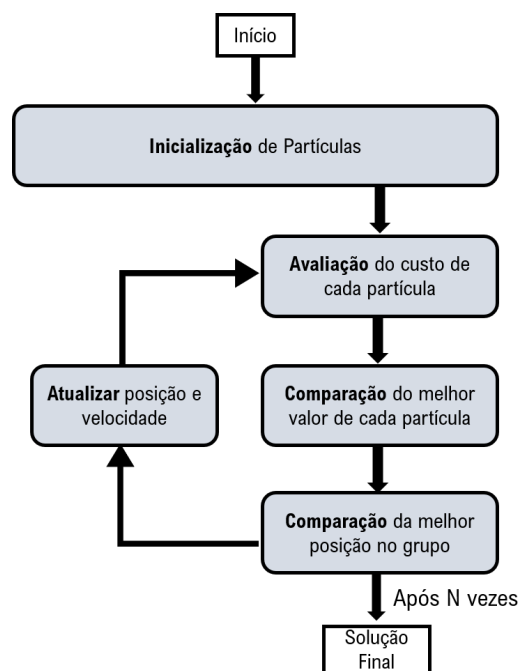 Início
Inicialização de Partículas
Avaliação do custo de
cada partícula
Atualizar posição e
velocidade
Comparação do melhor
valor de cada partícula
Comparação da melhor
posição no grupo
Após N vezes
Solução
Final